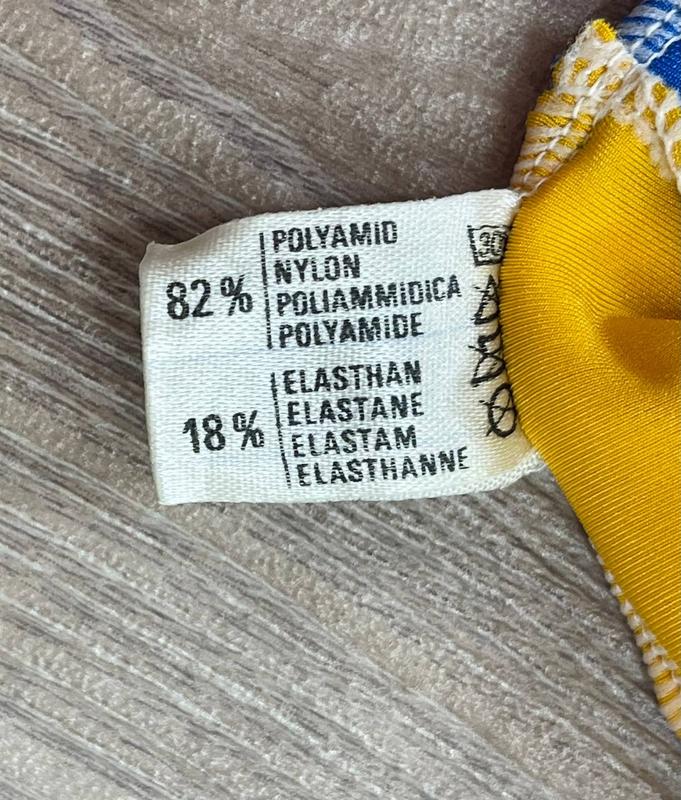 82%
POLYAMID
NYLON
POLIAMMIDICA
POLYAMIDE
18%
ELASTHAN
ELASTANE
ELASTAM
ELASTHANNE
30